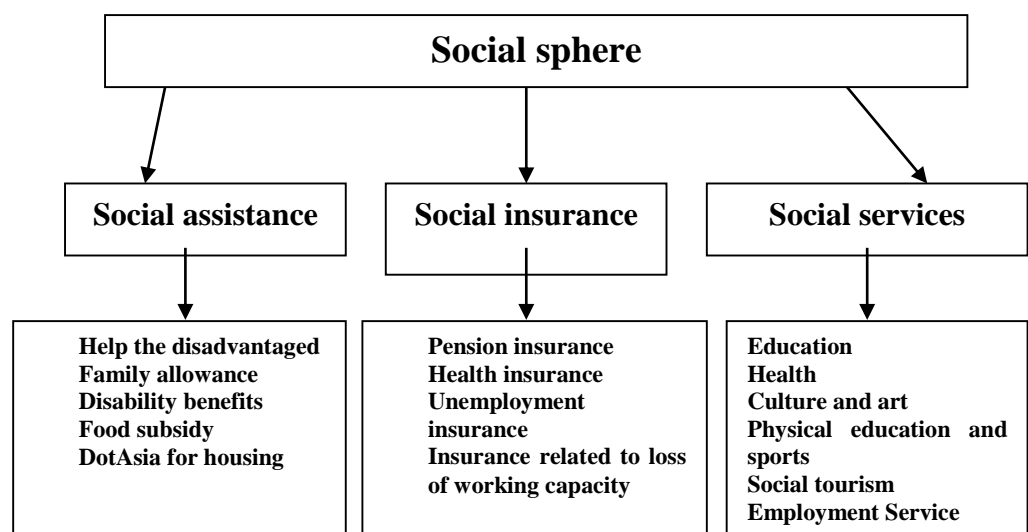 Social sphere
Social assistance
Social insurance
Social services
Help the disadvantaged
Family allowance
Disability benefits
Food subsidy
DotAsia for housing
Pension insurance
Health insurance
Unemployment
insurance
Insurance related to loss
of working capacity
Education
Health
Culture and art
Physical education and
sports
Social tourism
Employment Service